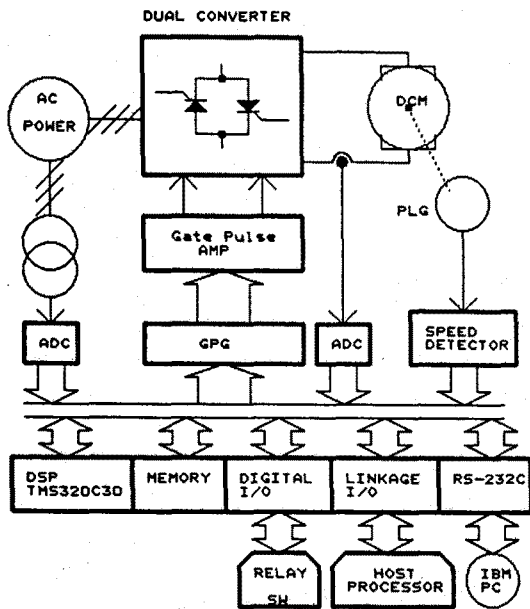 DUAL CONVERTER
AC
POWER
DCM
PLG
Gate Pulse
AMP
ADC
GPG
ADC
SPEED
DETECTOR
DSP
TMS320C30
MEMORY
DIGITAL
I/O
LINKAGE
I/O
RS-232C
RELAY
SW
HOST
PROCESSOR
IBM
PC